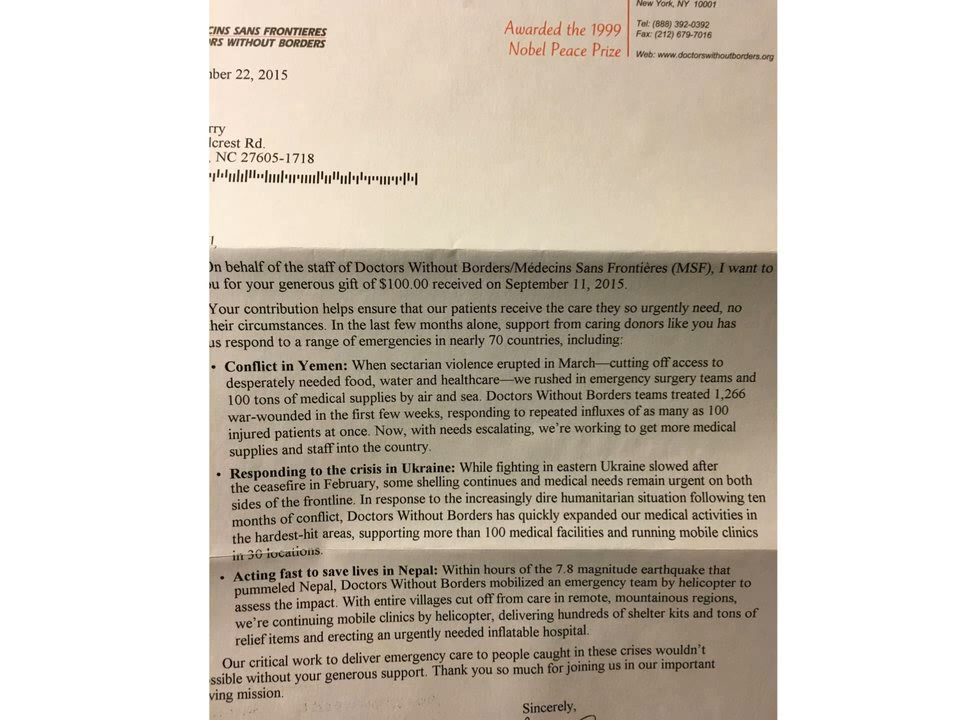 New York, NY 10001
CINS SANS FRONTIERES
RS WITHOUT BORDERS
Awarded the 1999
Nobel Peace Prize
Tel: (888) 392-0392
Fax: (212) 679-7016
Web: www.doctorswithoutborders.org
ber 22, 2015
rry
lcrest Rd.
, NC 27605-1718
l,
On behalf of the staff of Doctors Without Borders/Médecins Sans Frontières (MSF), I want to
u for your generous gift of $100.00 received on September 11, 2015.
Your contribution helps ensure that our patients receive the care they so urgently need, no
heir circumstances. In the last few months alone, support from caring donors like you has
us respond to a range of emergencies in nearly 70 countries, including:
• Conflict in Yemen: When sectarian violence erupted in March—cutting off access to
desperately needed food, water and healthcare—we rushed in emergency surgery teams and
100 tons of medical supplies by air and sea. Doctors Without Borders teams treated 1,266
war-wounded in the first few weeks, responding to repeated influxes of as many as 100
injured patients at once. Now, with needs escalating, we're working to get more medical
supplies and staff into the country.
• Responding to the crisis in Ukraine: While fighting in eastern Ukraine slowed after
the ceasefire in February, some shelling continues and medical needs remain urgent on both
sides of the frontline. In response to the increasingly dire humanitarian situation following ten
months of conflict, Doctors Without Borders has quickly expanded our medical activities in
the hardest-hit areas, supporting more than 100 medical facilities and running mobile clinics
in 30 locations.
• Acting fast to save lives in Nepal: Within hours of the 7.8 magnitude earthquake that
pummeled Nepal, Doctors Without Borders mobilized an emergency team by helicopter to
assess the impact. With entire villages cut off from care in remote, mountainous regions,
we're continuing mobile clinics by helicopter, delivering hundreds of shelter kits and tons of
relief items and erecting an urgently needed inflatable hospital.
Our critical work to deliver emergency care to people caught in these crises wouldn't
ssible without your generous support. Thank you so much for joining us in our important
ving mission.
Sincerely,